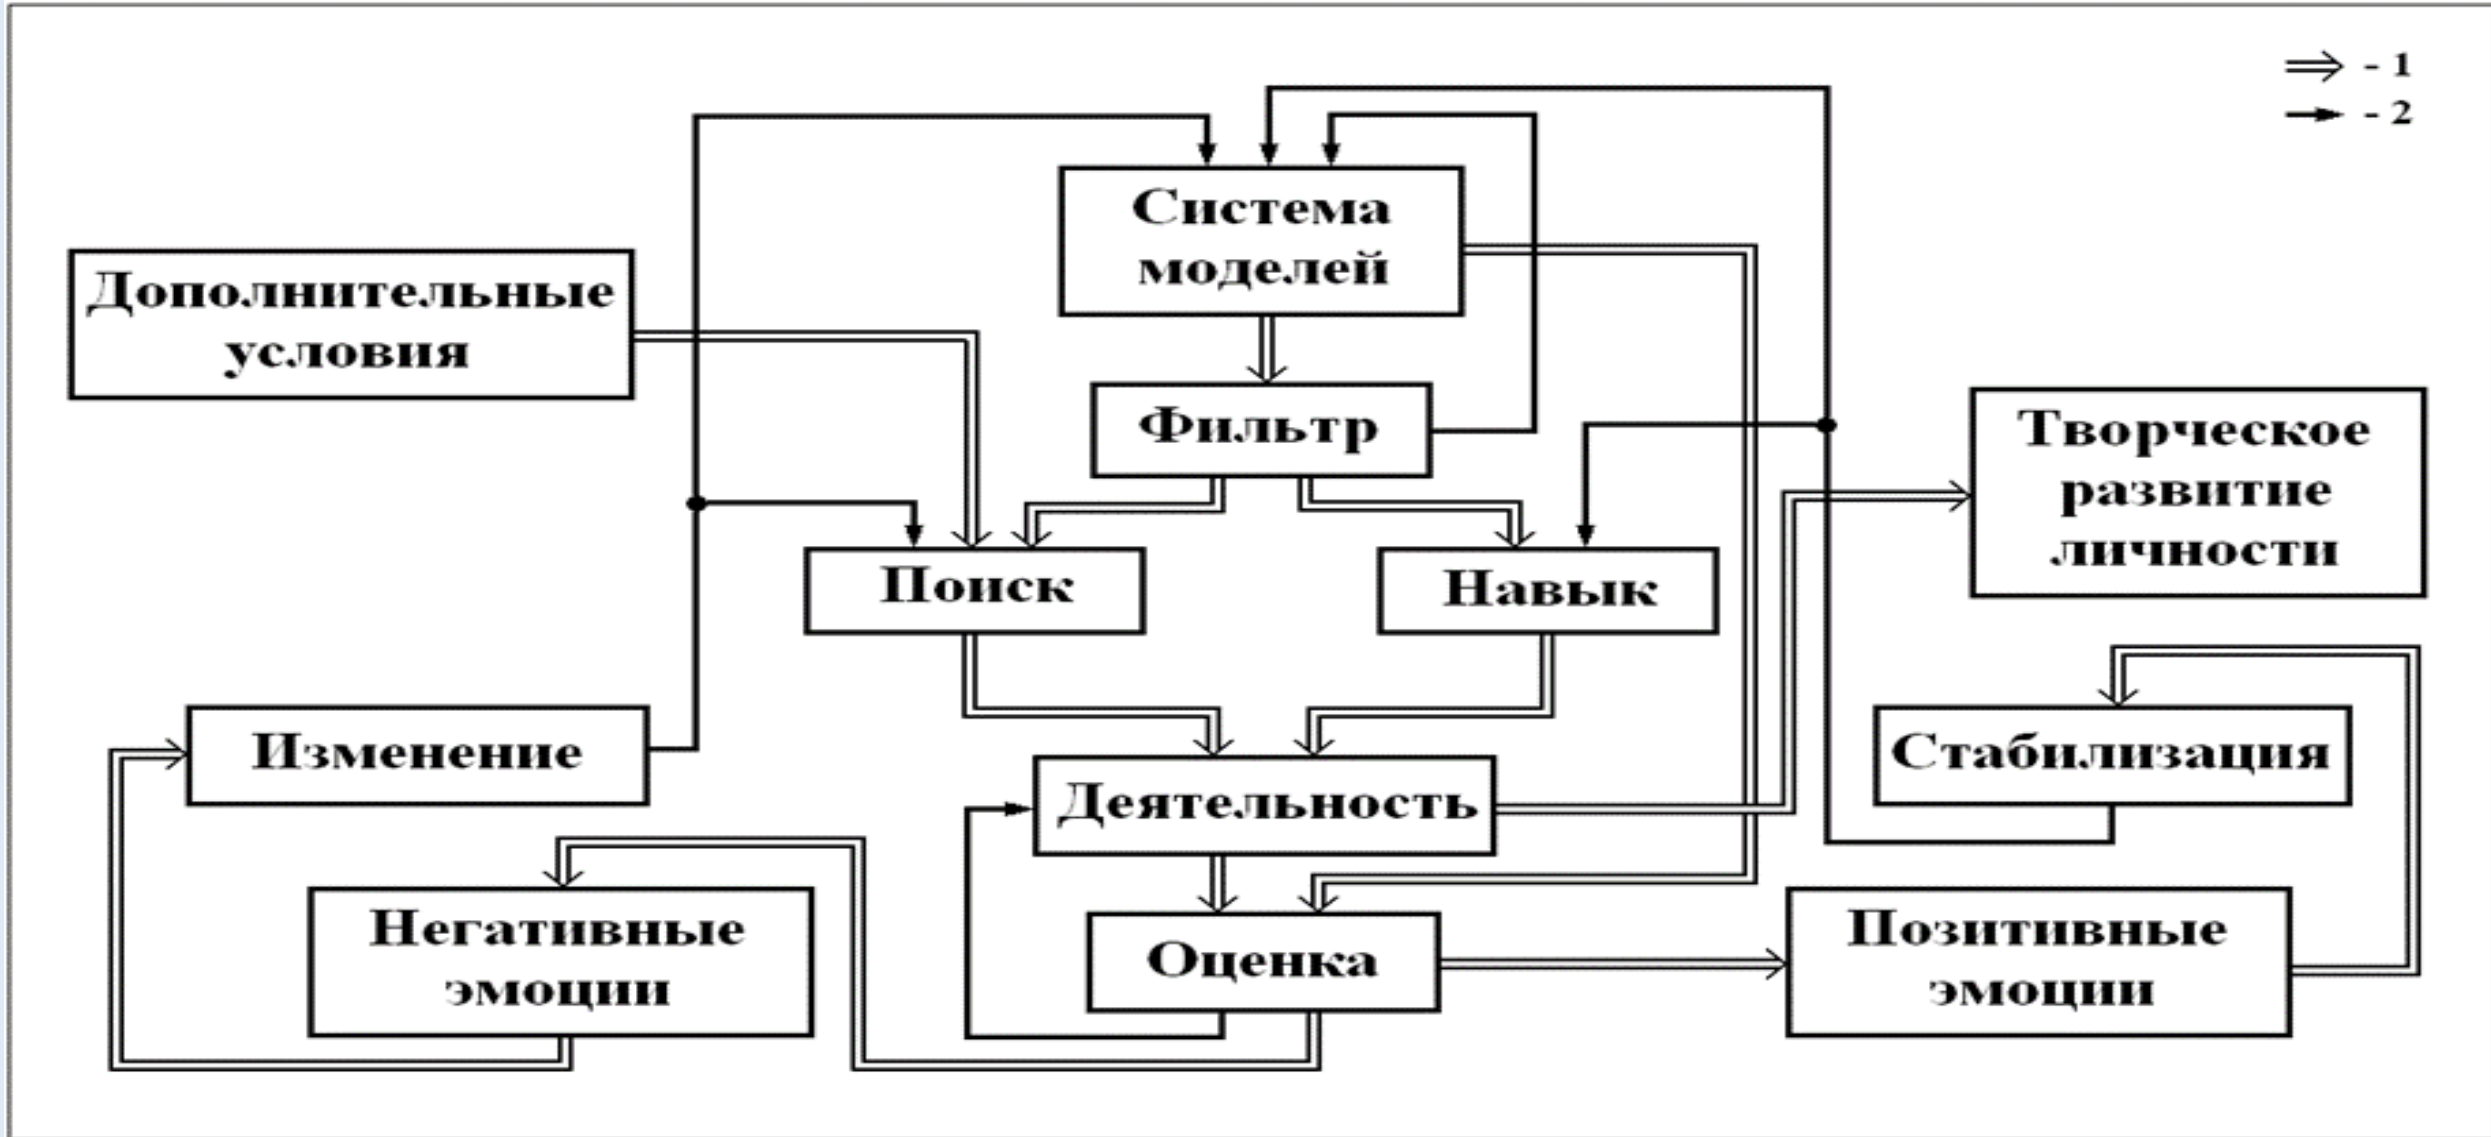 - 1
- 2
Система
моделей
Дополнительные
условия
Фильтр
Творческое
развитие
личности
Поиск
Навык
Изменение
Стабилизация
Деятельность
Негативные
эмоции
Оценка
Позитивные
эмоции